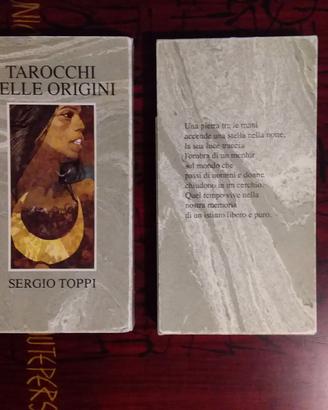 TAROCCHI
ELLE ORIGINI
SERGIO TOPPI
Una pietra tra le mani
accende una stella nella notte,
la sua luce traccia
l'ombra di un menhir
sul mondo che
passi di uomini e donne
chiudono in un cerchio.
Quel tempo vive nella
nostra memoria
di un istinto libero e puro.